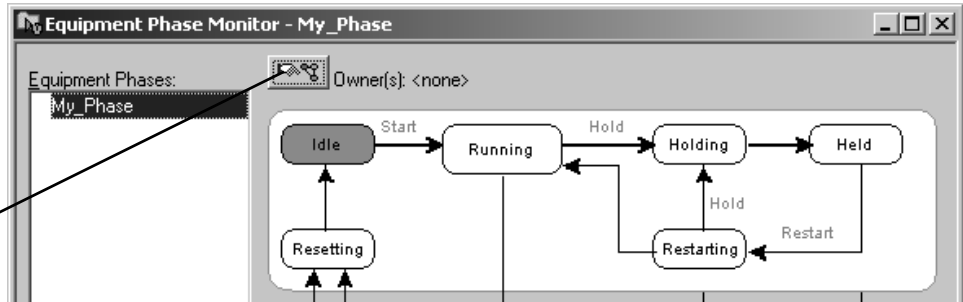 Equipment Phase Monitor - My_Phase
Equipment Phases:
Owner(s): <none>
My_Phase
Start
Hold
Idle
Running
Holding
Held
Hold
Restart
Resetting
Restarting